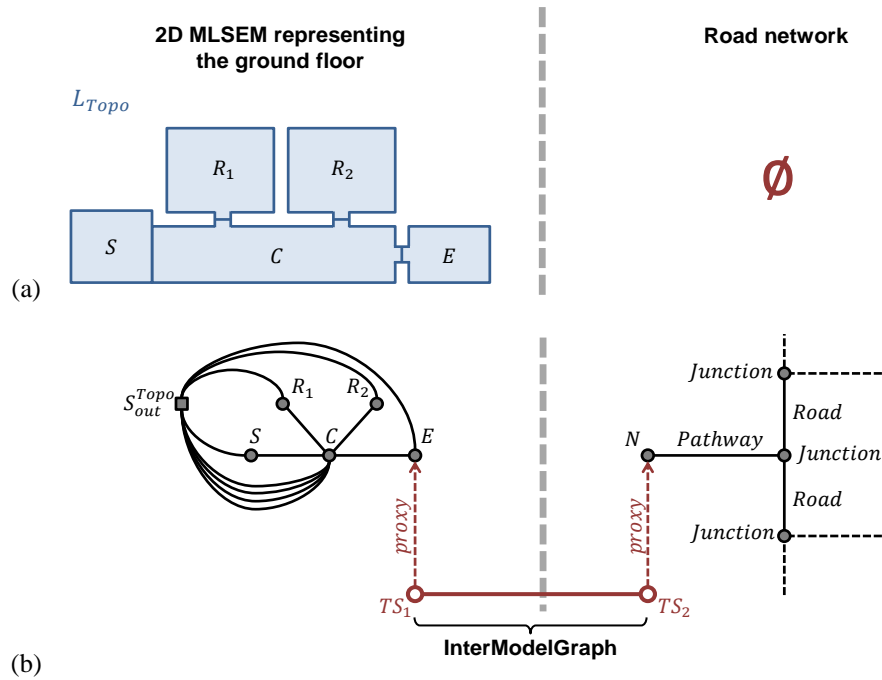 2D MLSEM representing
the ground floor
Road network
L_Topo
R_1
R_2
∅
S
C
E
(a)
S_out^Topo
R_1
R_2
S
C
E
N
Pathway
Junction
Road
Junction
Road
Junction
proxy
proxy
TS_1
TS_2
InterModelGraph
(b)